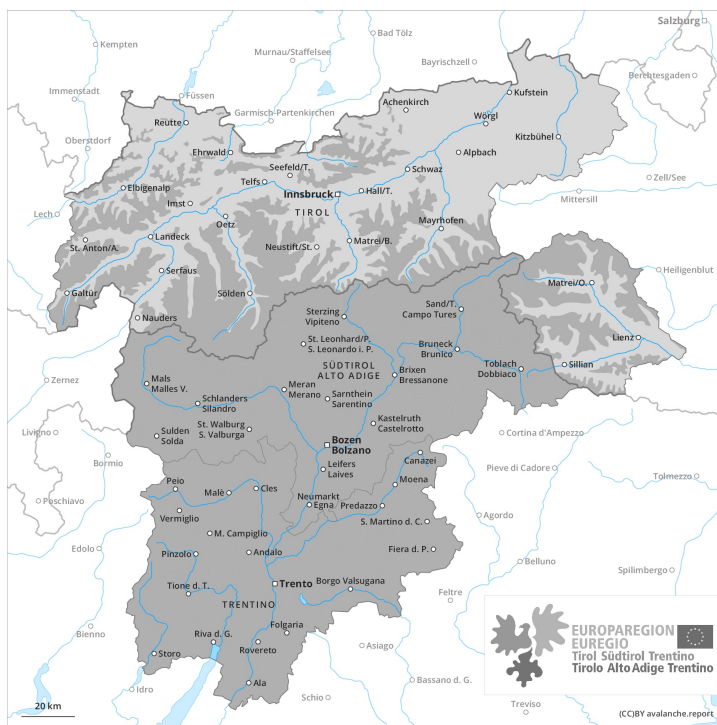 Salzburg
Kempten
Bad Tölz
Murnau/Staffelsee
Bayrischzell
Berchtesgaden
Immenstadt
Füssen
Garmisch-Partenkirchen
Achenkirch
Kufstein
Reutte
Wörgl
Oberstdorf
Ehrwald
Kitzbühel
Alpbach
Seefeld/T.
Telfs
Schwaz
Zell/See
Elbigenalp
Innsbruck
Hall/T.
Mittersill
Imst
TIROL
Lech
Oetz
Mayrhofen
St. Anton/A.
Landeck
Neustift/St.
Matrei/B.
Serfaus
Heiligenblut
Matrei/O.
Galtür
Sölden
Nauders
Sterzing
Vipiteno
Sand/T.
Campo Tures
Lienz
St. Leonhard/P.
S. Leonardo i. P.
Bruneck
Brunico
SÜDTIROL
ALTO ADIGE
Toblach
Dobbiaco
Sillian
Brixen
Bressanone
Zernez
Mals
Malles V.
Meran
Merano
Sarnthein
Sarentino
Schlanders
Silandro
St. Walburg
S. Valburga
Kastelruth
Castelrotto
Livigno
Sulden
Solda
Bozen
Bolzano
Cortina d'Ampezzo
Bormio
Canazei
Leifers
Laives
Pieve di Cadore
Tolmezzo
Peio
Malè
Cles
Moena
Poschiavo
Neumarkt
Egna
Predazzo
Vermiglio
S. Martino d. C.
Agordo
M. Campiglio
Edolo
Pinzolo
Andalo
Fiera d. P.
Belluno
Spilimbergo
Trento
Tione d. T.
Borgo Valsugana
Feltre
TRENTINO
Folgaria
Bienno
Riva d. G.
Rovereto
Asiago
Storo
Idro
Ala
Schio
Bassano d. G.
Treviso
EUROPAREGION
EUREGIO
Tirol Südtirol Trentino
Tirolo Alto Adige Trentino
20 km
(CC)BY avalanche.report